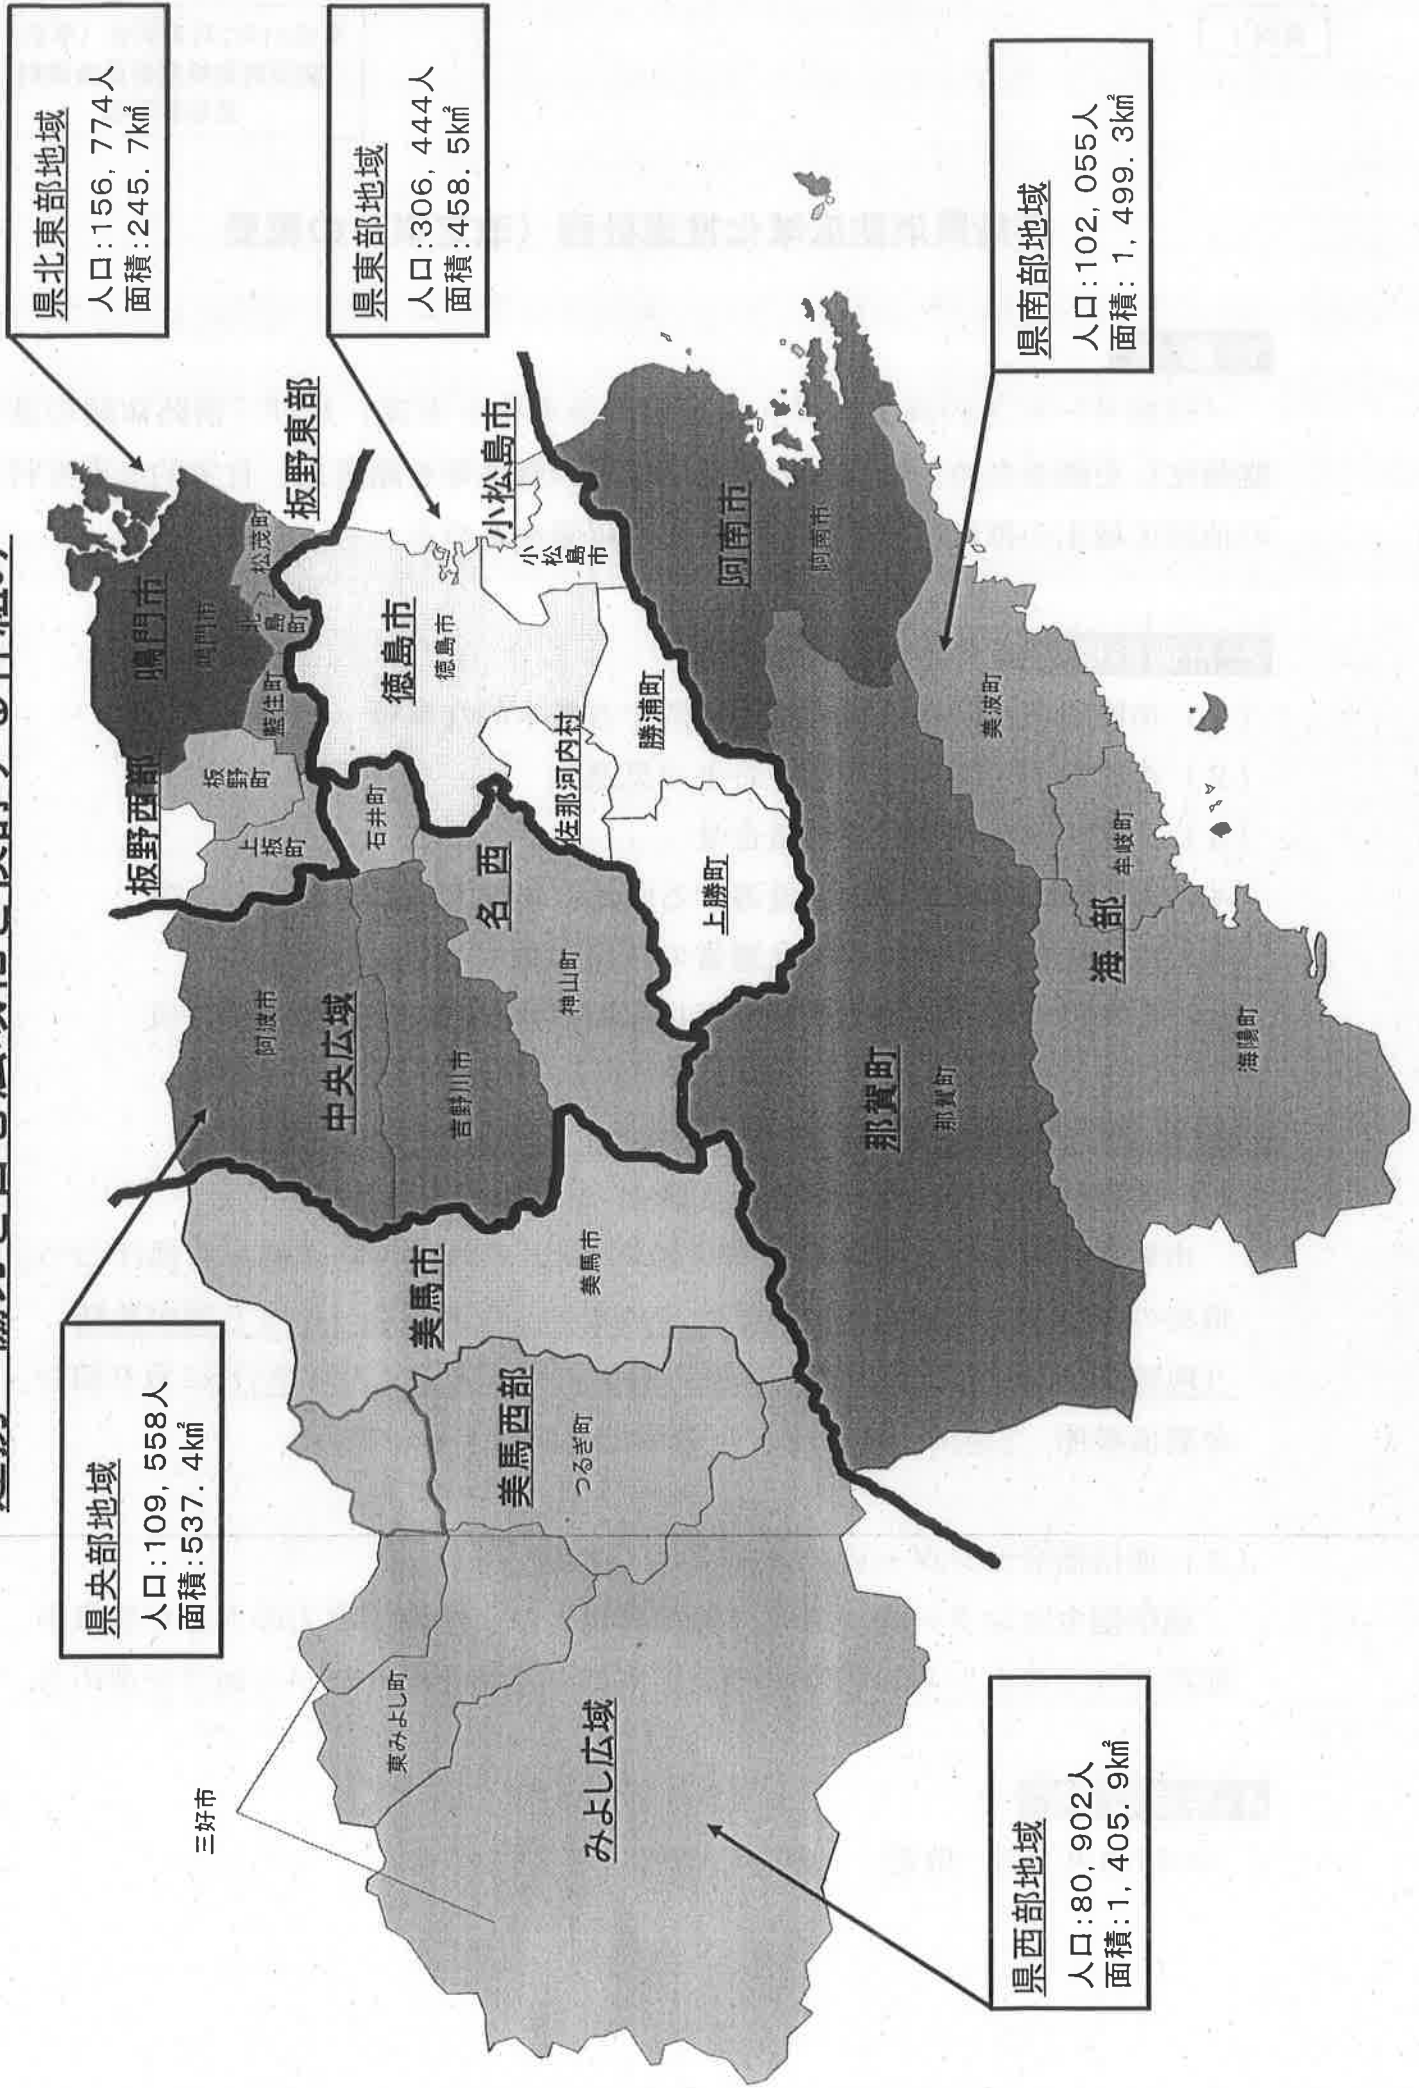 県央部地域
人口:109,558人
面積:537.4km²
県北東部地域
人口:156,774人
面積:245.7km²
県東部地域
人口:306,444人
面積:458.5km²
県南部地域
人口:102,055人
面積:1,499.3km²
県西部地域
人口:80,902人
面積:1,405.9km²
三好市
東みよし町
みよし広域
美馬西部
つるぎ町
美馬市
美馬市
中央広域
阿波市
吉野川市
板野西部
上板町
板野町
藍住町
鳴門市
鳴門市
北島町
松茂町
板野東部
石井町
名西
神山町
徳島市
徳島市
小松島市
小松島市
佐那河内村
勝浦町
上勝町
阿南市
阿南市
那賀町
那賀町
美波町
牟岐町
海部
海陽町